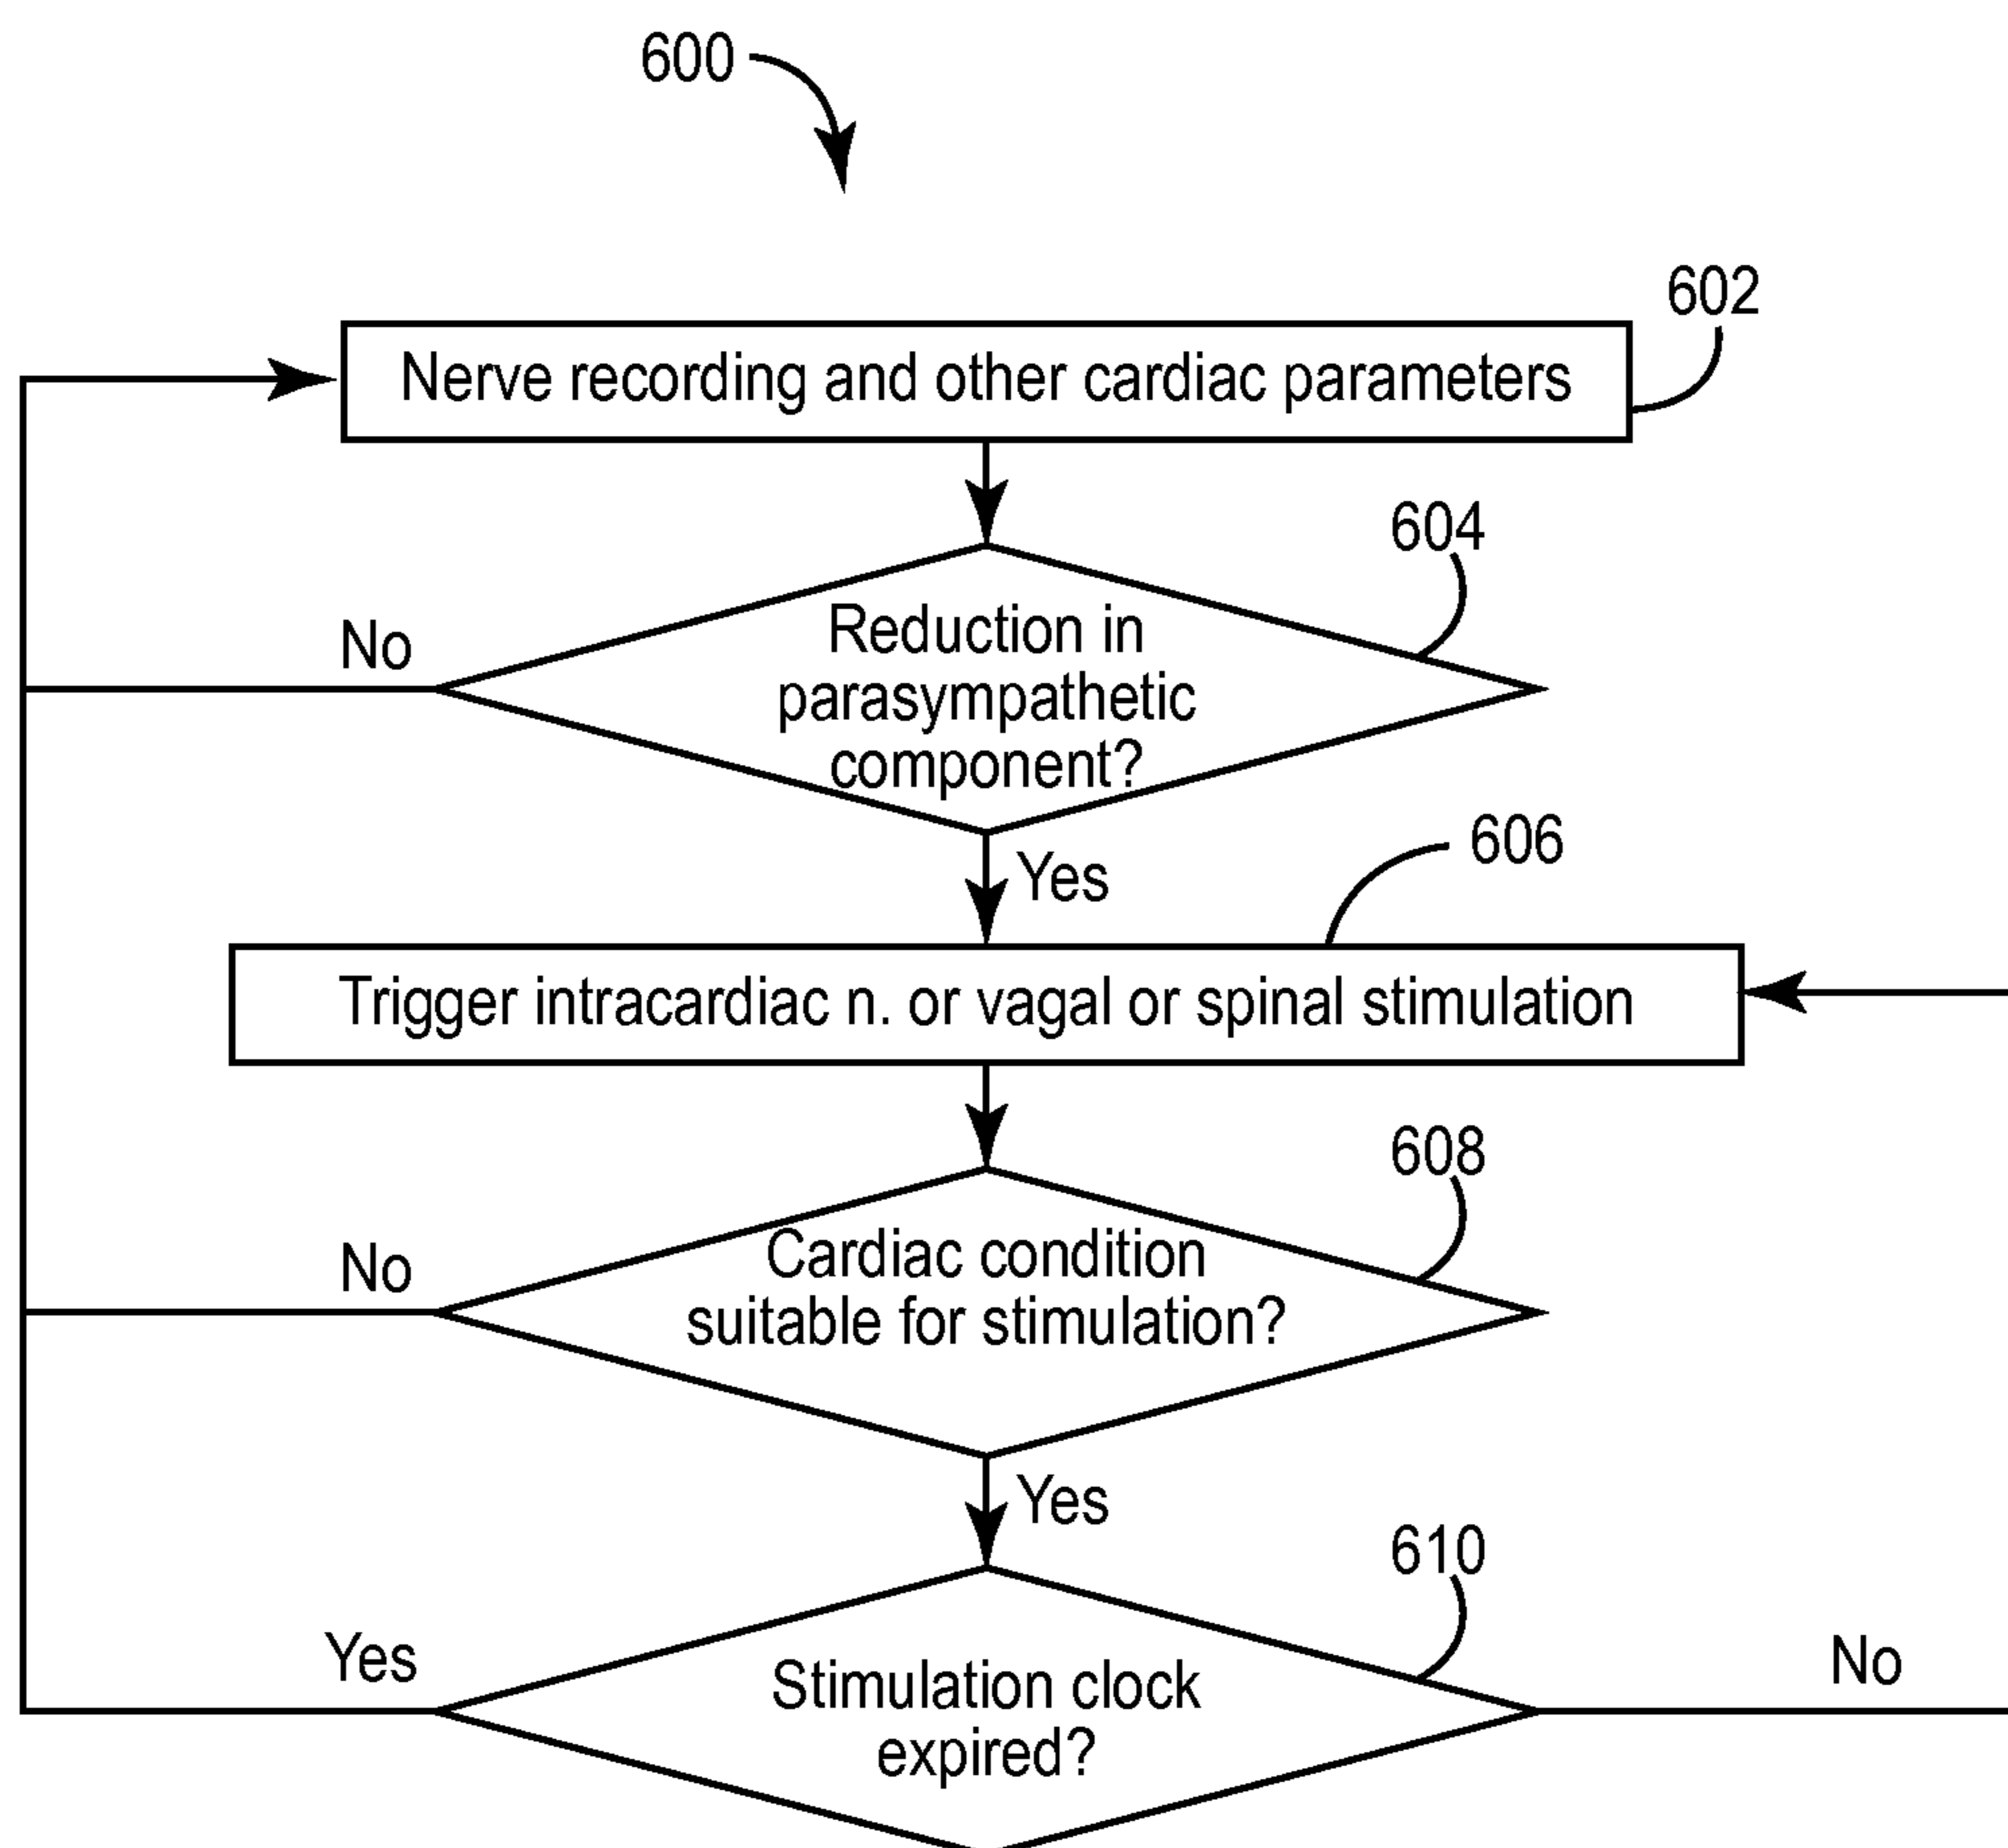 600
602
Nerve recording and other cardiac parameters
604
Reduction in
parasympathetic
component?
No
606
Yes
Trigger intracardiac n. or vagal or spinal stimulation
608
Cardiac condition
suitable for stimulation?
No
Yes
610
Stimulation clock
expired?
Yes
No